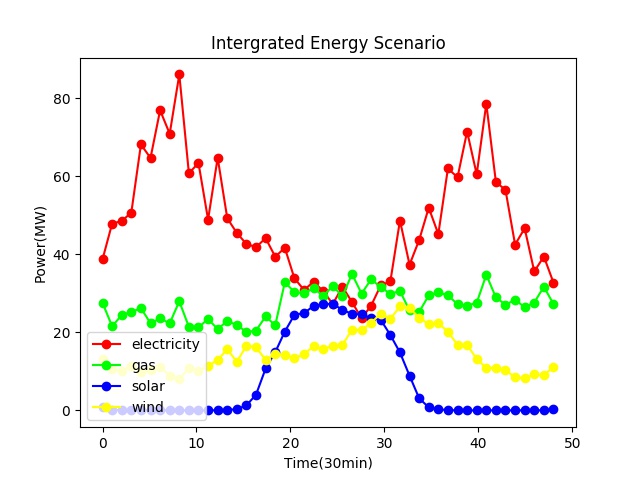 Intergrated Energy Scenario
Power(MW)
80
60
40
20
0
electricity
gas
solar
wind
0 10 20 30 40 50
Time(30min)